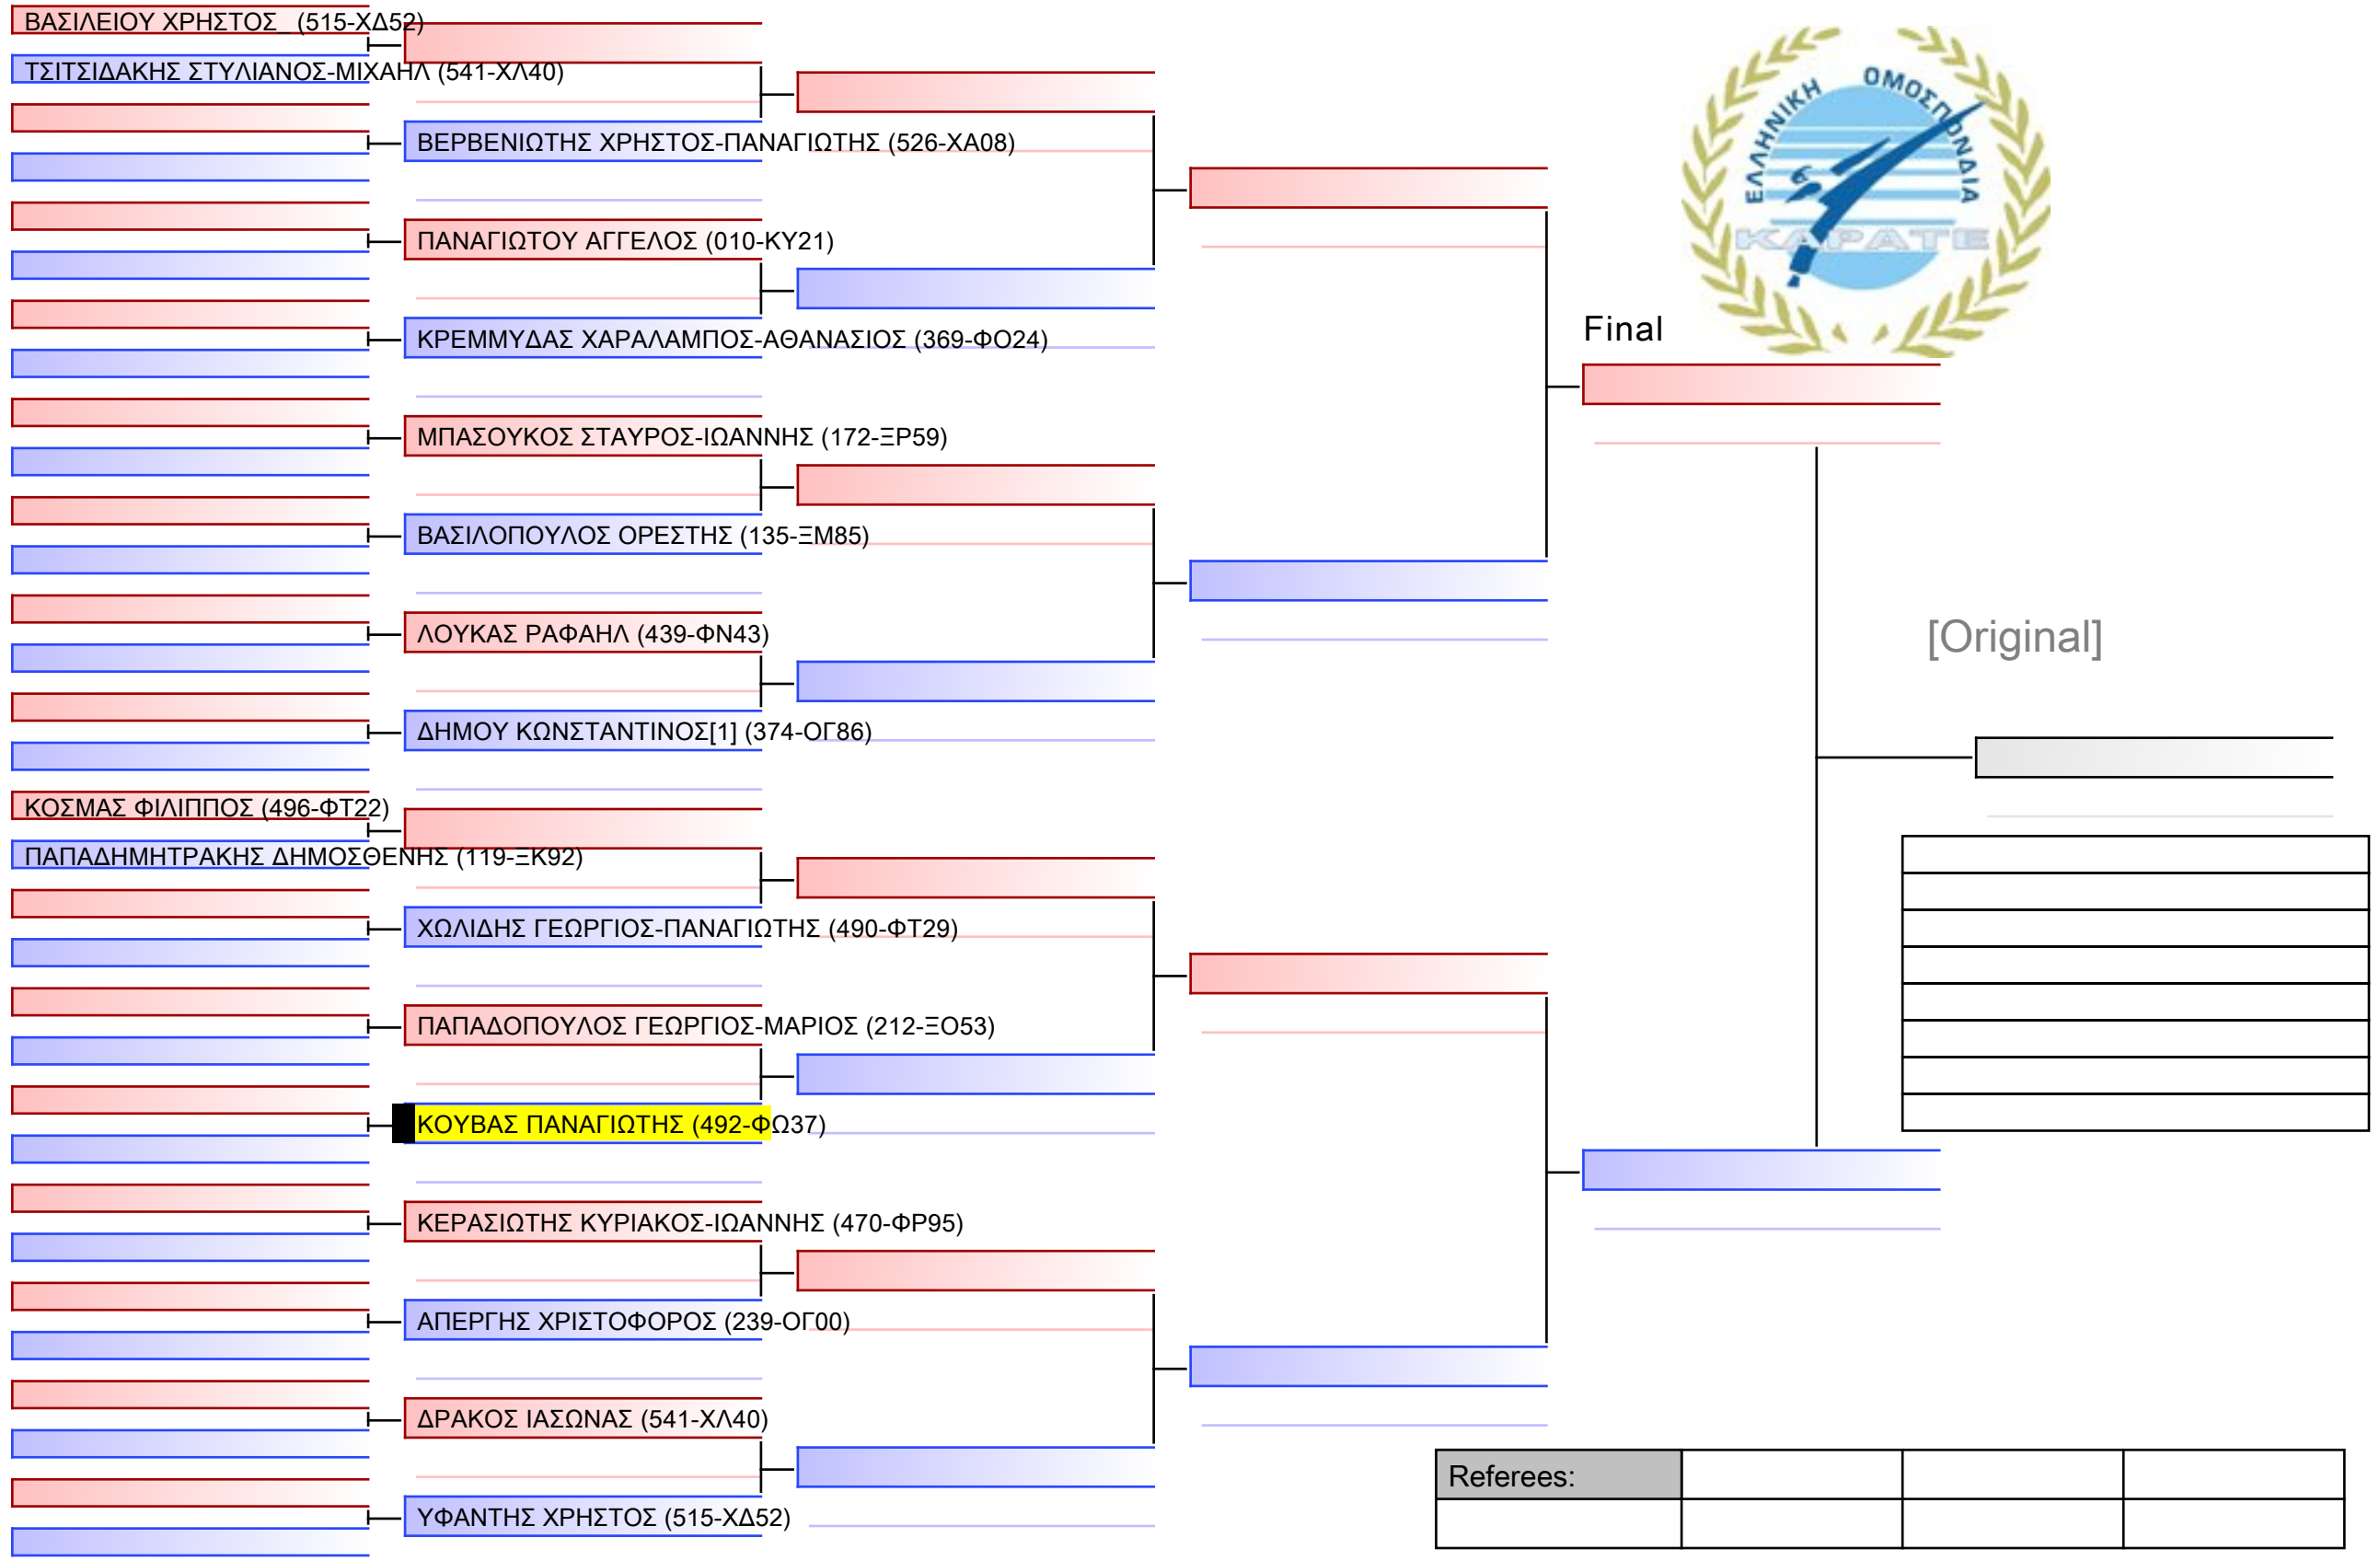 ΒΑΣΙΛΕΙΟΥ ΧΡΗΣΤΟΣ_ (515-ΧΔ52)
ΤΣΙΤΣΙΔΑΚΗΣ ΣΤΥΛΙΑΝΟΣ-ΜΙΧΑΗΛ (541-ΧΛ40)
ΒΕΡΒΕΝΙΩΤΗΣ ΧΡΗΣΤΟΣ-ΠΑΝΑΓΙΩΤΗΣ (526-ΧΑ08)
ΠΑΝΑΓΙΩΤΟΥ ΑΓΓΕΛΟΣ (010-ΚΥ21)
ΚΡΕΜΜΥΔΑΣ ΧΑΡΑΛΑΜΠΟΣ-ΑΘΑΝΑΣΙΟΣ (369-ΦΟ24)
ΜΠΑΣΟΥΚΟΣ ΣΤΑΥΡΟΣ-ΙΩΑΝΝΗΣ (172-ΞΡ59)
ΒΑΣΙΛΟΠΟΥΛΟΣ ΟΡΕΣΤΗΣ (135-ΞΜ85)
ΛΟΥΚΑΣ ΡΑΦΑΗΛ (439-ΦΝ43)
ΔΗΜΟΥ ΚΩΝΣΤΑΝΤΙΝΟΣ[1] (374-ΟΓ86)
ΚΟΣΜΑΣ ΦΙΛΙΠΠΟΣ (496-ΦΤ22)
ΠΑΠΑΔΗΜΗΤΡΑΚΗΣ ΔΗΜΟΣΘΕΝΗΣ (119-ΞΚ92)
ΧΩΛΙΔΗΣ ΓΕΩΡΓΙΟΣ-ΠΑΝΑΓΙΩΤΗΣ (490-ΦΤ29)
ΠΑΠΑΔΟΠΟΥΛΟΣ ΓΕΩΡΓΙΟΣ-ΜΑΡΙΟΣ (212-ΞΟ53)
ΚΟΥΒΑΣ ΠΑΝΑΓΙΩΤΗΣ (492-ΦΩ37)
ΚΕΡΑΣΙΩΤΗΣ ΚΥΡΙΑΚΟΣ-ΙΩΑΝΝΗΣ (470-ΦΡ95)
ΑΠΕΡΓΗΣ ΧΡΙΣΤΟΦΟΡΟΣ (239-ΟΓ00)
ΔΡΑΚΟΣ ΙΑΣΩΝΑΣ (541-ΧΛ40)
ΥΦΑΝΤΗΣ ΧΡΗΣΤΟΣ (515-ΧΔ52)
ΕΛΛΗΝΙΚΗ ΟΜΟΣΠΟΝΔΙΑ
ΚΑΡΑΤΕ
Final
[Original]
Referees: